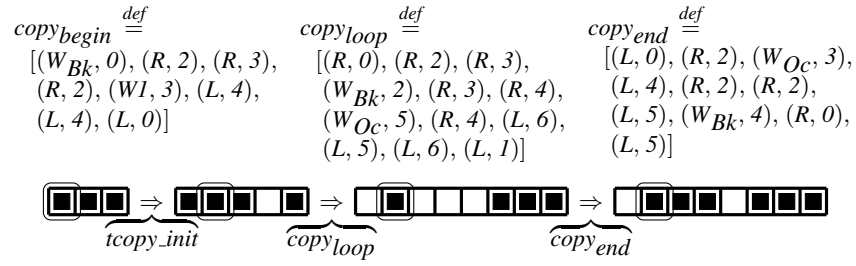 copy_begin def= copy_loop def= copy_end def=
[(W_Bk, 0), (R, 2), (R, 3), [(R, 0), (R, 2), (R, 3), [(L, 0), (R, 2), (W_Oc, 3),
(R, 2), (W1, 3), (L, 4), (W_Bk, 2), (R, 3), (R, 4), (L, 4), (R, 2), (R, 2),
(L, 4), (L, 0)] (W_Oc, 5), (R, 4), (L, 6), (L, 5), (W_Bk, 4), (R, 0),
(L, 5), (L, 6), (L, 1)] (L, 5)]
⇒ ⇒ ⇒
tcopy_init copy_loop copy_end